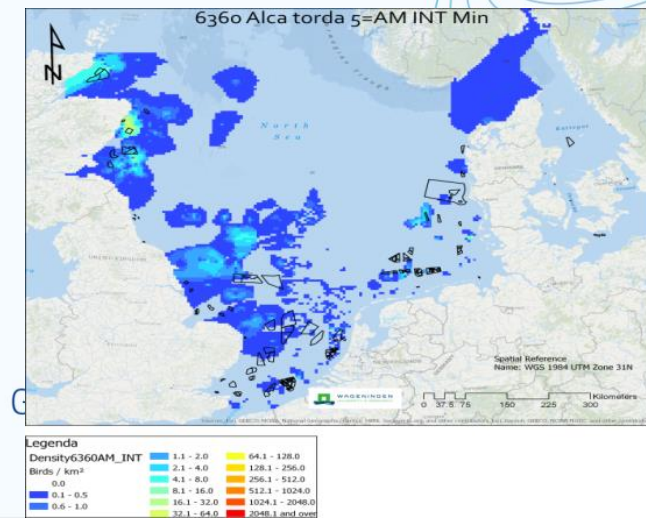 6360 Alca torda 5=AM INT Min
N
North
Sea
UNITED KINGDOM
Spatial Reference
Name: WGS 1984 UTM Zone 31N
WAGENINGEN
0 37.5 75 150 225 300
Kilometers
G
Legenda
Density6360AM_INT
Birds / km²
0.0
0.1 - 0.5
0.6 - 1.0
1.1 - 2.0
2.1 - 4.0
4.1 - 8.0
8.1 - 16.0
16.1 - 32.0
32.1 - 64.0
64.1 - 128.0
128.1 - 256.0
256.1 - 512.0
512.1 - 1024.0
1024.1 - 2048.0
2048.1 and over